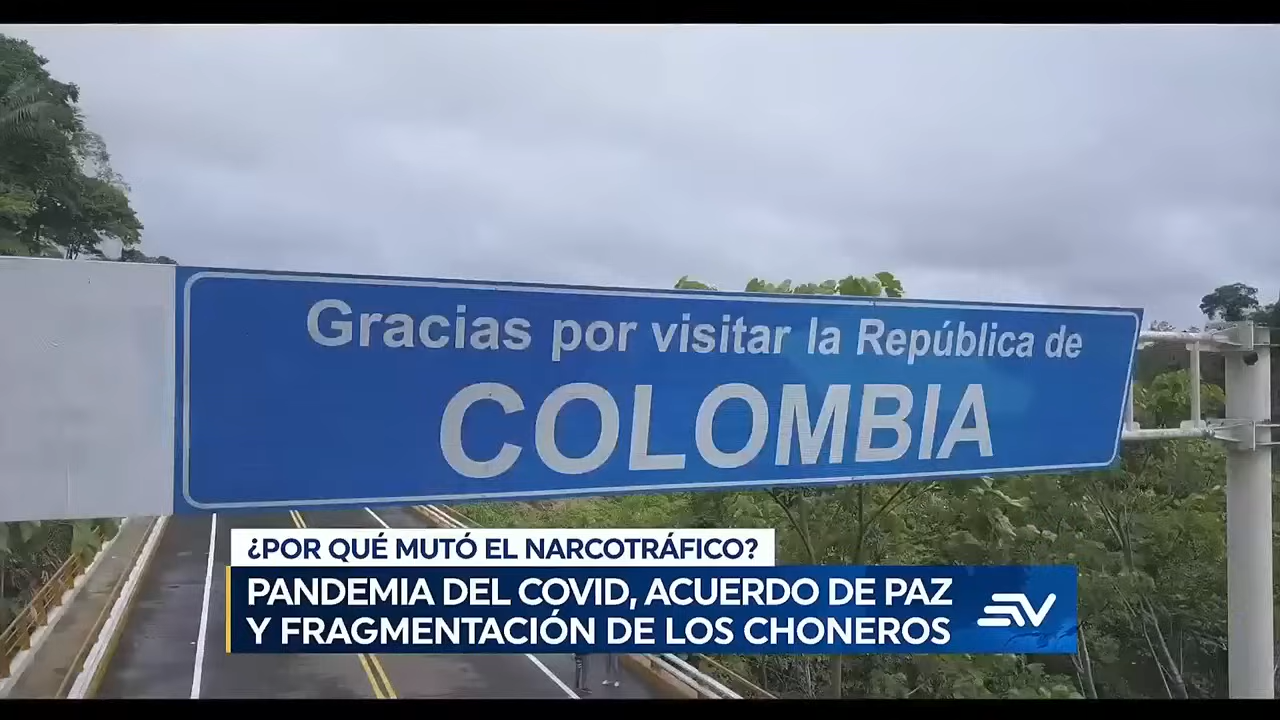 Gracias por visitar la República de
COLOMBIA
¿POR QUÉ MUTÓ EL NARCOTRÁFICO?
PANDEMIA DEL COVID, ACUERDO DE PAZ
Y FRAGMENTACIÓN DE LOS CHONEROS